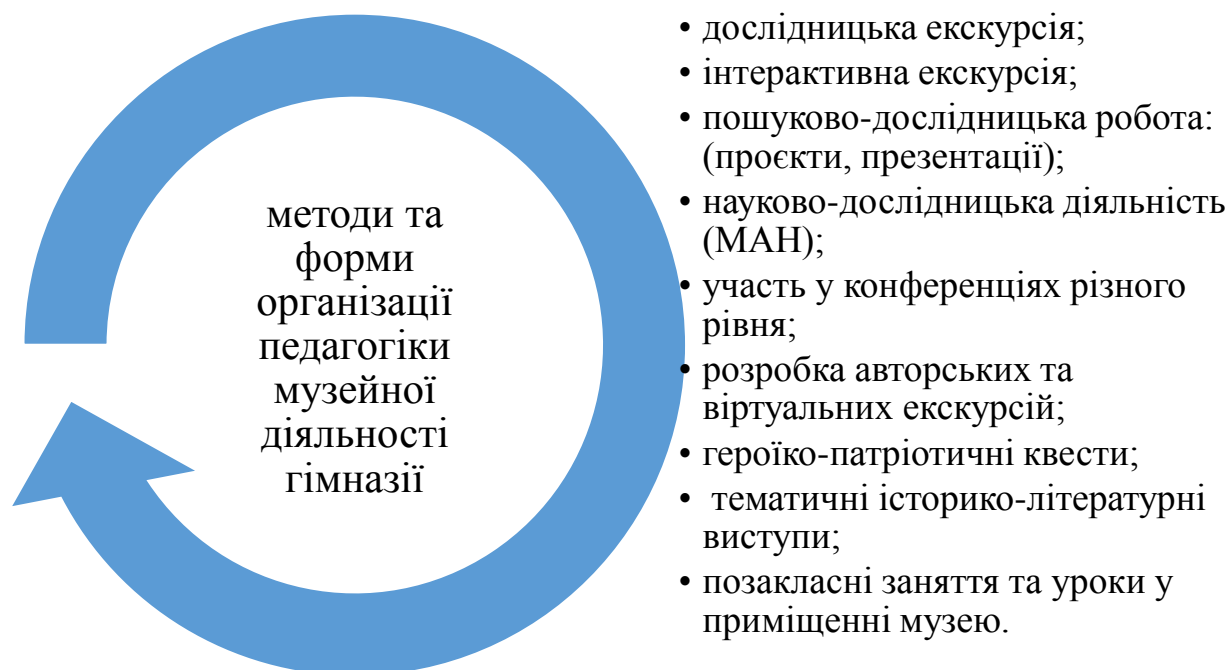 методи та
форми
організації
педагогіки
музейної
діяльності
гімназії
• дослідницька екскурсія;
• інтерактивна екскурсія;
• пошуково-дослідницька робота:
(проєкти, презентації);
• науково-дослідницька діяльність
(МАН);
• участь у конференціях різного
рівня;
• розробка авторських та
віртуальних екскурсій;
• героїко-патріотичні квести;
• тематичні історико-літературні
виступи;
• позакласні заняття та уроки у
приміщенні музею.